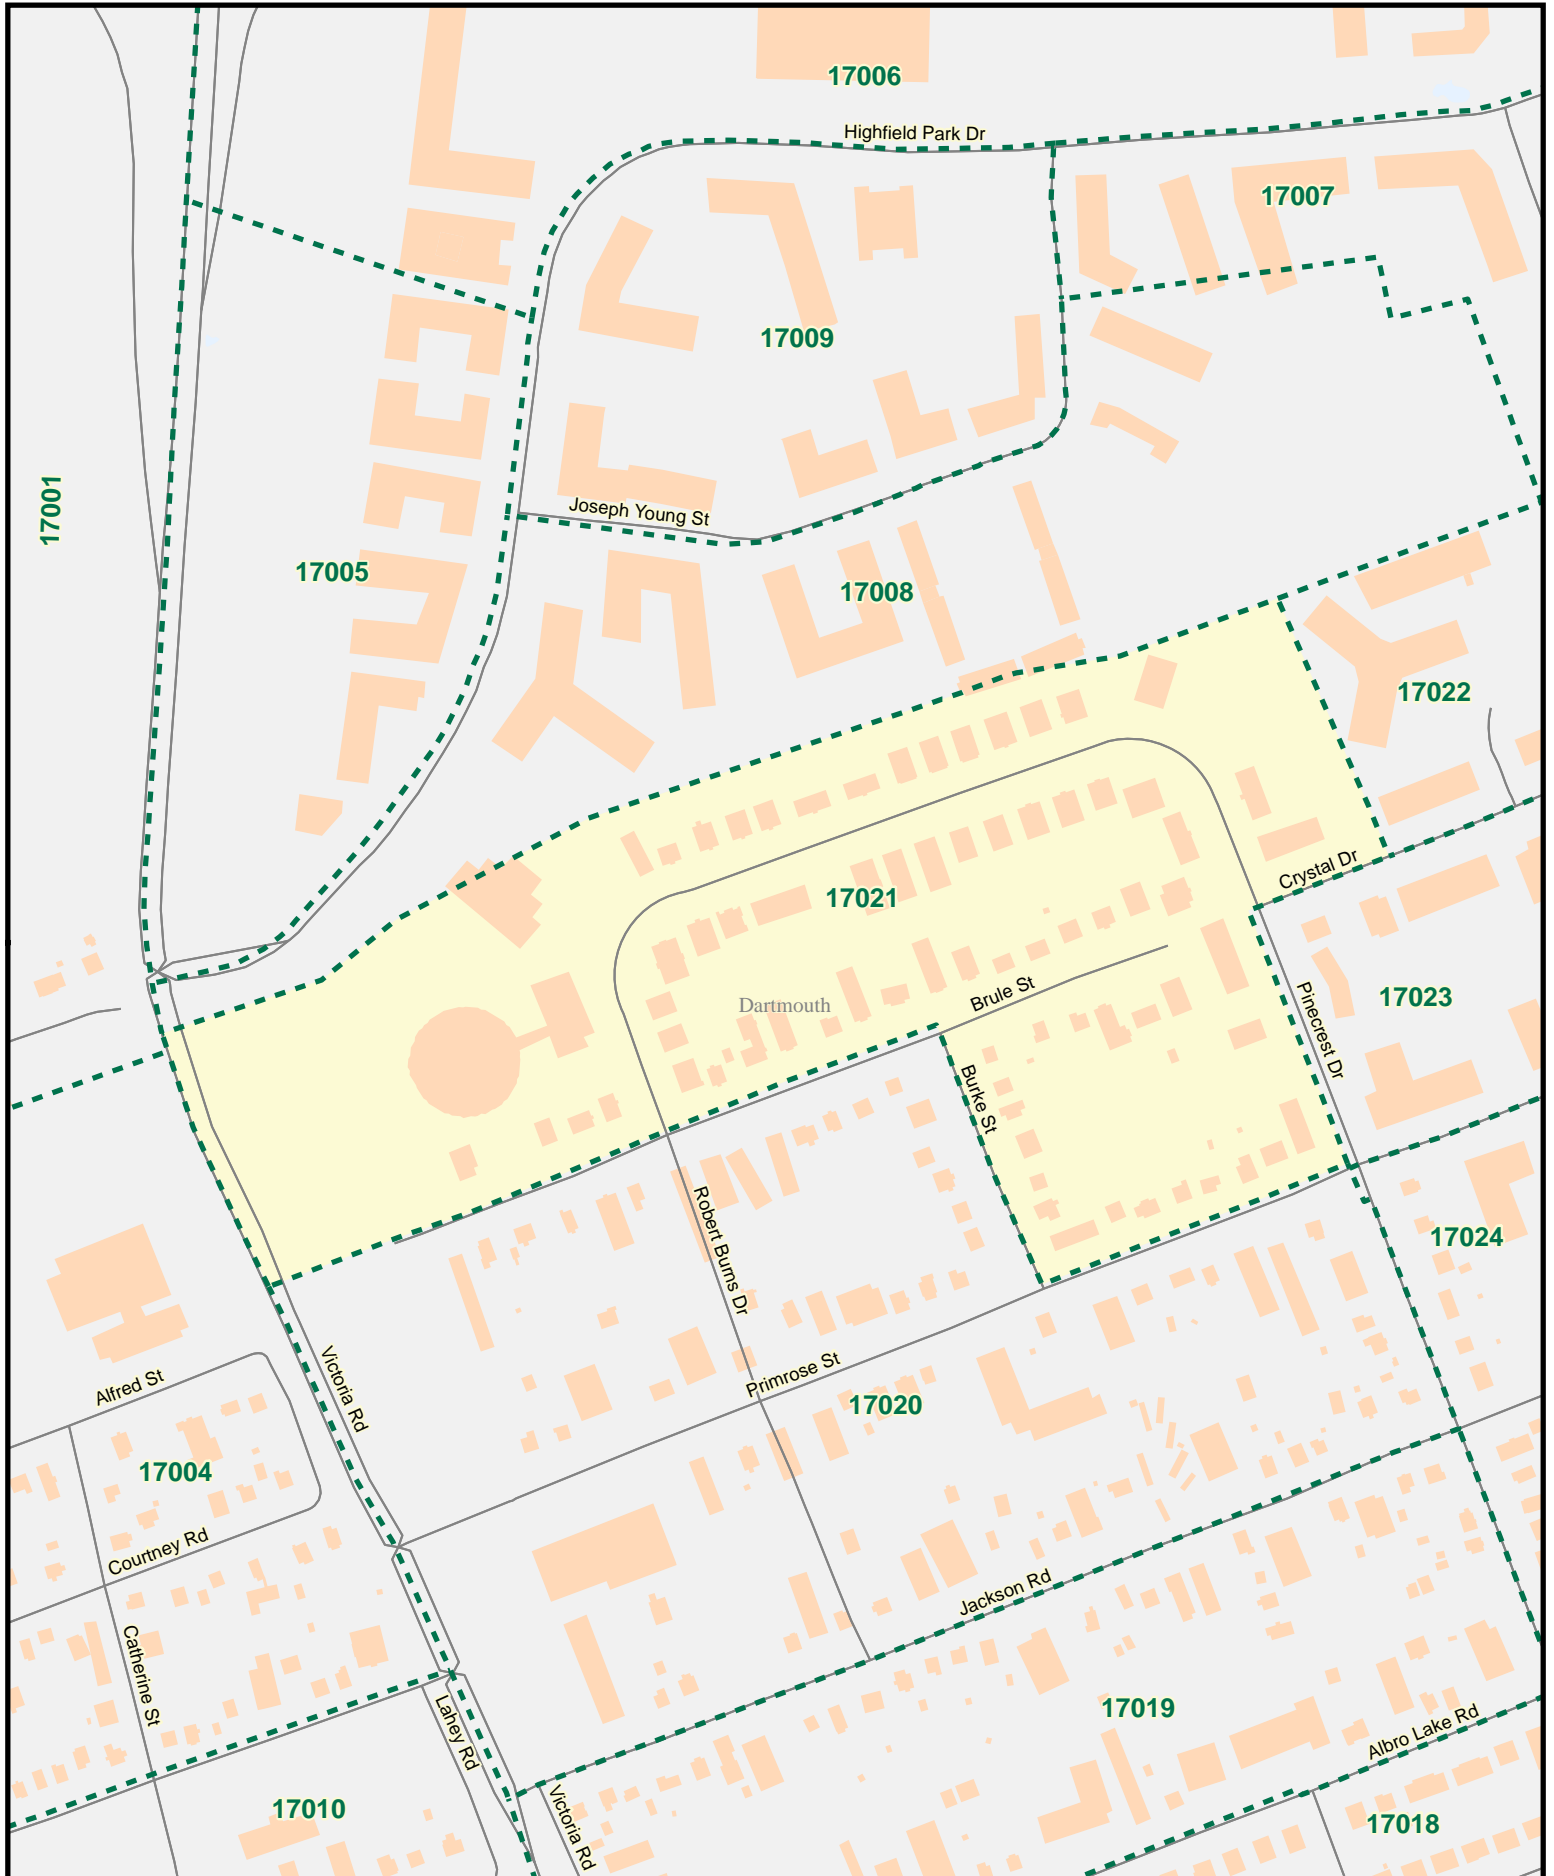 17006
Highfield Park Dr
17007
17009
17001
Joseph Young St
17005
17008
17022
Crystal Dr
17021
Dartmouth
Brule St
17023
Pinecrest Dr
Burke St
Robert Burns Dr
17024
Victoria Rd
Alfred St
Primrose St
17020
17004
Courtney Rd
Jackson Rd
Catherine St
17019
Lahey Rd
Albro Lake Rd
17010
Victoria Rd
17018